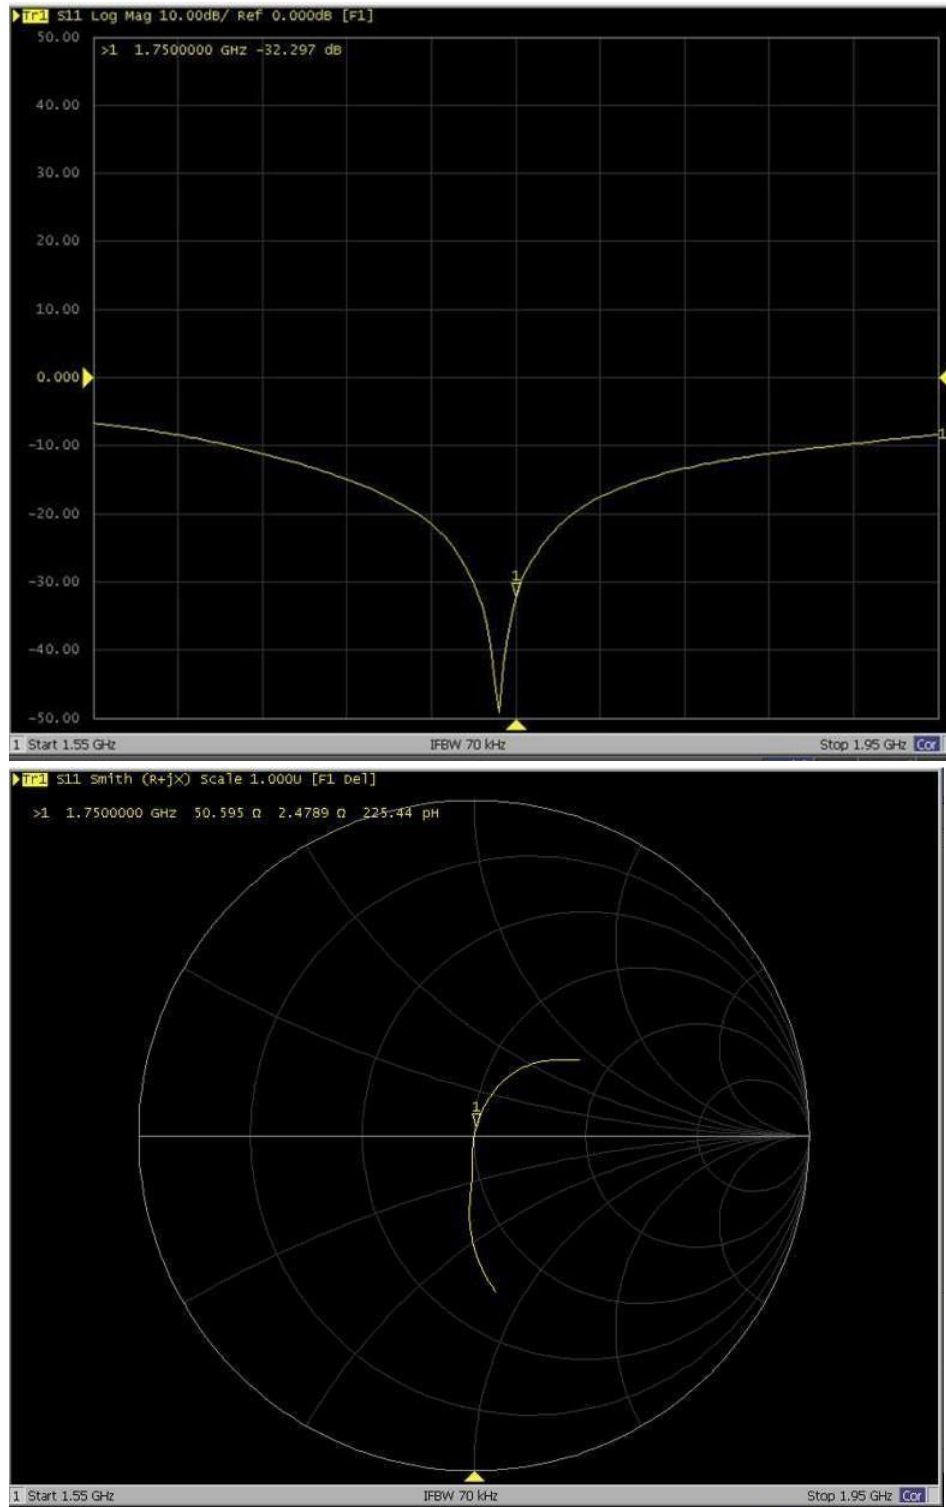 Tr1 S11 Log Mag 10.00dB/ Ref 0.000dB [F1]
50.00
>1 1.7500000 GHz -32.297 dB
40.00
30.00
20.00
10.00
0.000
-10.00
1
-20.00
-30.00
1
-40.00
-50.00
1 Start 1.55 GHz IFBW 70 kHz Stop 1.95 GHz Cor
Tr1 S11 Smith (R+jX) Scale 1.000U [F1 Del]
>1 1.7500000 GHz 50.595 Ω 2.4789 Ω 225.44 pH
1
1 Start 1.55 GHz IFBW 70 kHz Stop 1.95 GHz Cor